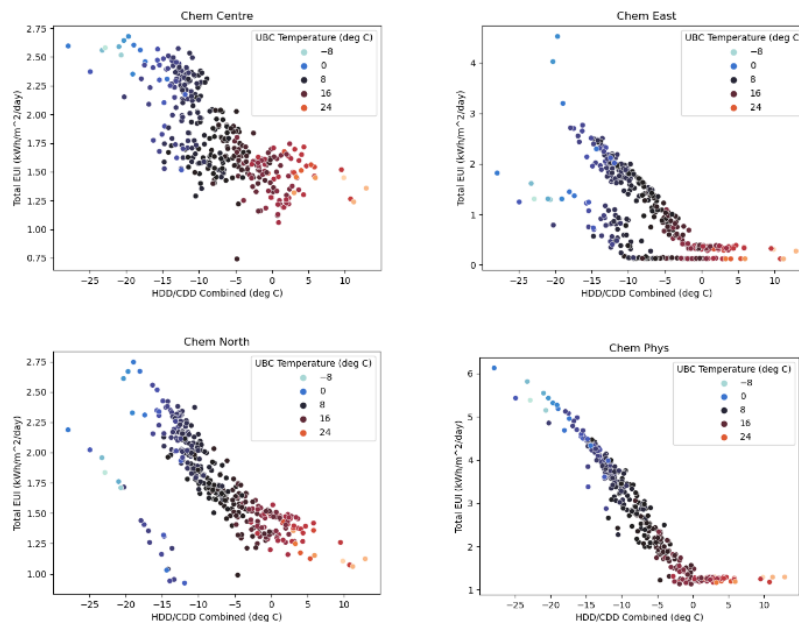 Chem Centre
Total EUI (kWh/m^2/day)
2.75
2.50
2.25
2.00
1.75
1.50
1.25
1.00
0.75
UBC Temperature (deg C)
−8
0
8
16
24
−25 −20 −15 −10 −5 0 5 10
HDD/CDD Combined (deg C)
Chem East
Total EUI (kWh/m^2/day)
4
3
2
1
0
UBC Temperature (deg C)
−8
0
8
16
24
−25 −20 −15 −10 −5 0 5 10
HDD/CDD Combined (deg C)
Chem North
Total EUI (kWh/m^2/day)
2.75
2.50
2.25
2.00
1.75
1.50
1.25
1.00
UBC Temperature (deg C)
−8
0
8
16
24
−25 −20 −15 −10 −5 0 5 10
HDD/CDD Combined (deg C)
Chem Phys
Total EUI (kWh/m^2/day)
6
5
4
3
2
1
UBC Temperature (deg C)
−8
0
8
16
24
−25 −20 −15 −10 −5 0 5 10
HDD/CDD Combined (deg C)